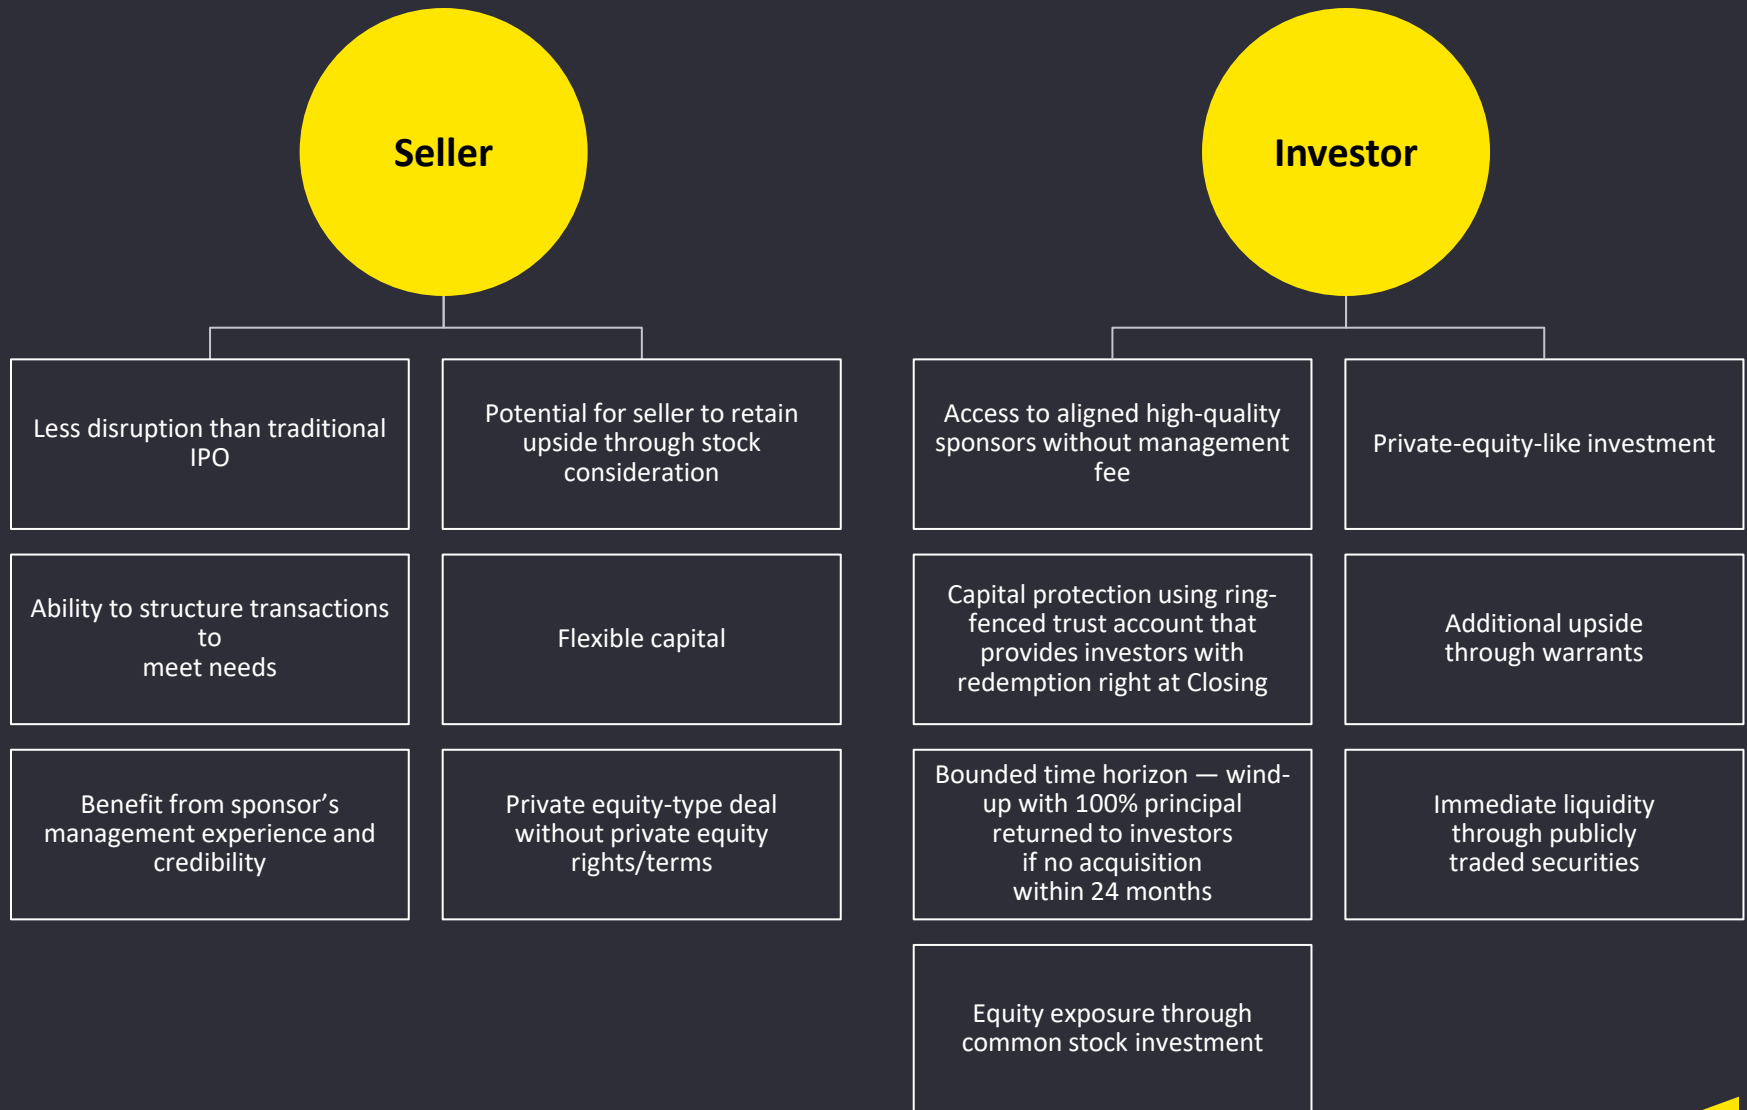 Seller
Less disruption than traditional
IPO
Potential for seller to retain
upside through stock
consideration
Ability to structure transactions
to
meet needs
Flexible capital
Benefit from sponsor’s
management experience and
credibility
Private equity-type deal
without private equity
rights/terms
Investor
Access to aligned high-quality
sponsors without management
fee
Private-equity-like investment
Capital protection using ring-
fenced trust account that
provides investors with
redemption right at Closing
Additional upside
through warrants
Bounded time horizon — wind-
up with 100% principal
returned to investors
if no acquisition
within 24 months
Immediate liquidity
through publicly
traded securities
Equity exposure through
common stock investment